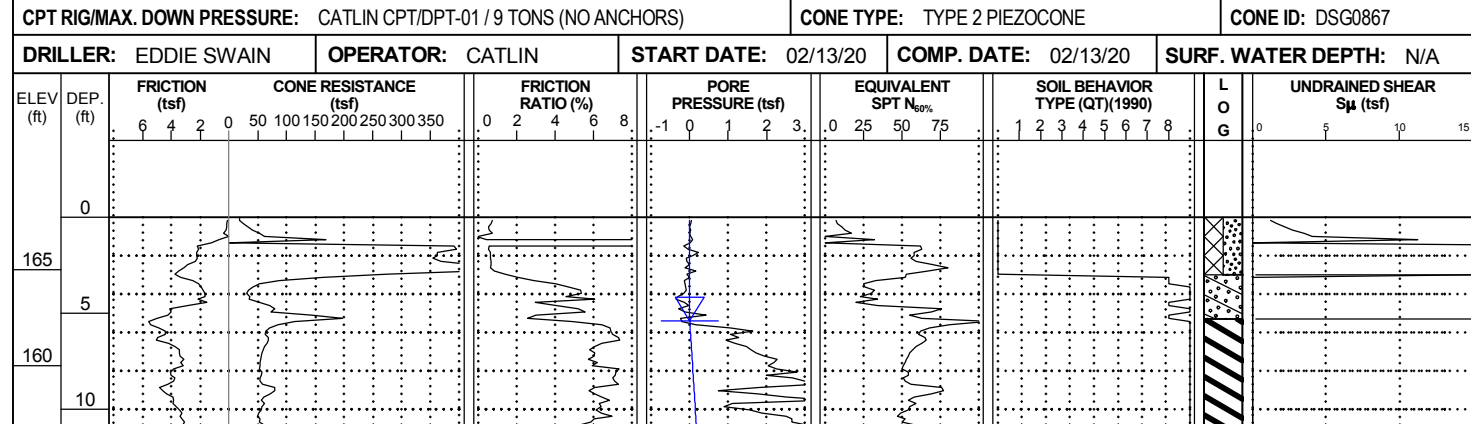 CPT RIG/MAX. DOWN PRESSURE: CATLIN CPT/DPT-01 / 9 TONS (NO ANCHORS) CONE TYPE: TYPE 2 PIEZOCONE CONE ID: DSG0867
DRILLER: EDDIE SWAIN OPERATOR: CATLIN START DATE: 02/13/20 COMP. DATE: 02/13/20 SURF. WATER DEPTH: N/A
ELEV (ft)
DEP. (ft)
FRICTION (tsf)
6 4 2 0
CONE RESISTANCE (tsf)
50 100 150 200 250 300 350
FRICTION RATIO (%)
0 2 4 6 8
PORE PRESSURE (tsf)
-1 0 1 2 3
EQUIVALENT SPT N60%
0 25 50 75
SOIL BEHAVIOR TYPE (QT)(1990)
1 2 3 4 5 6 7 8
LOG
UNDRAINED SHEAR Sμ (tsf)
0 5 10 15
0
165
5
160
10